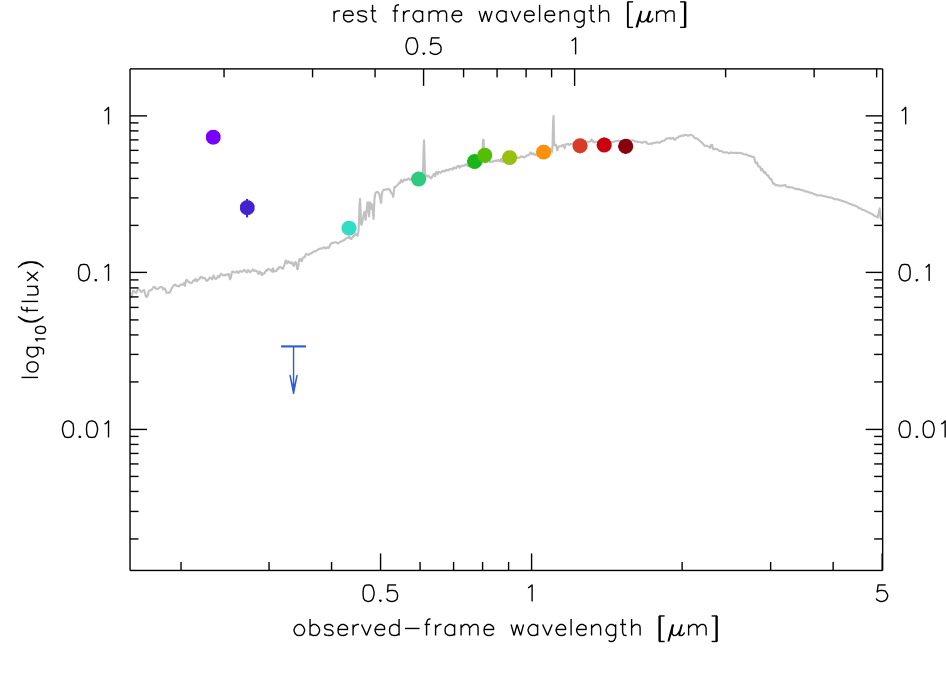 rest frame wavelength [μm]
0.5 1
1 1
0.1 0.1
log10(flux)
0.01 0.01
0.5 1 5
observed-frame wavelength [μm]